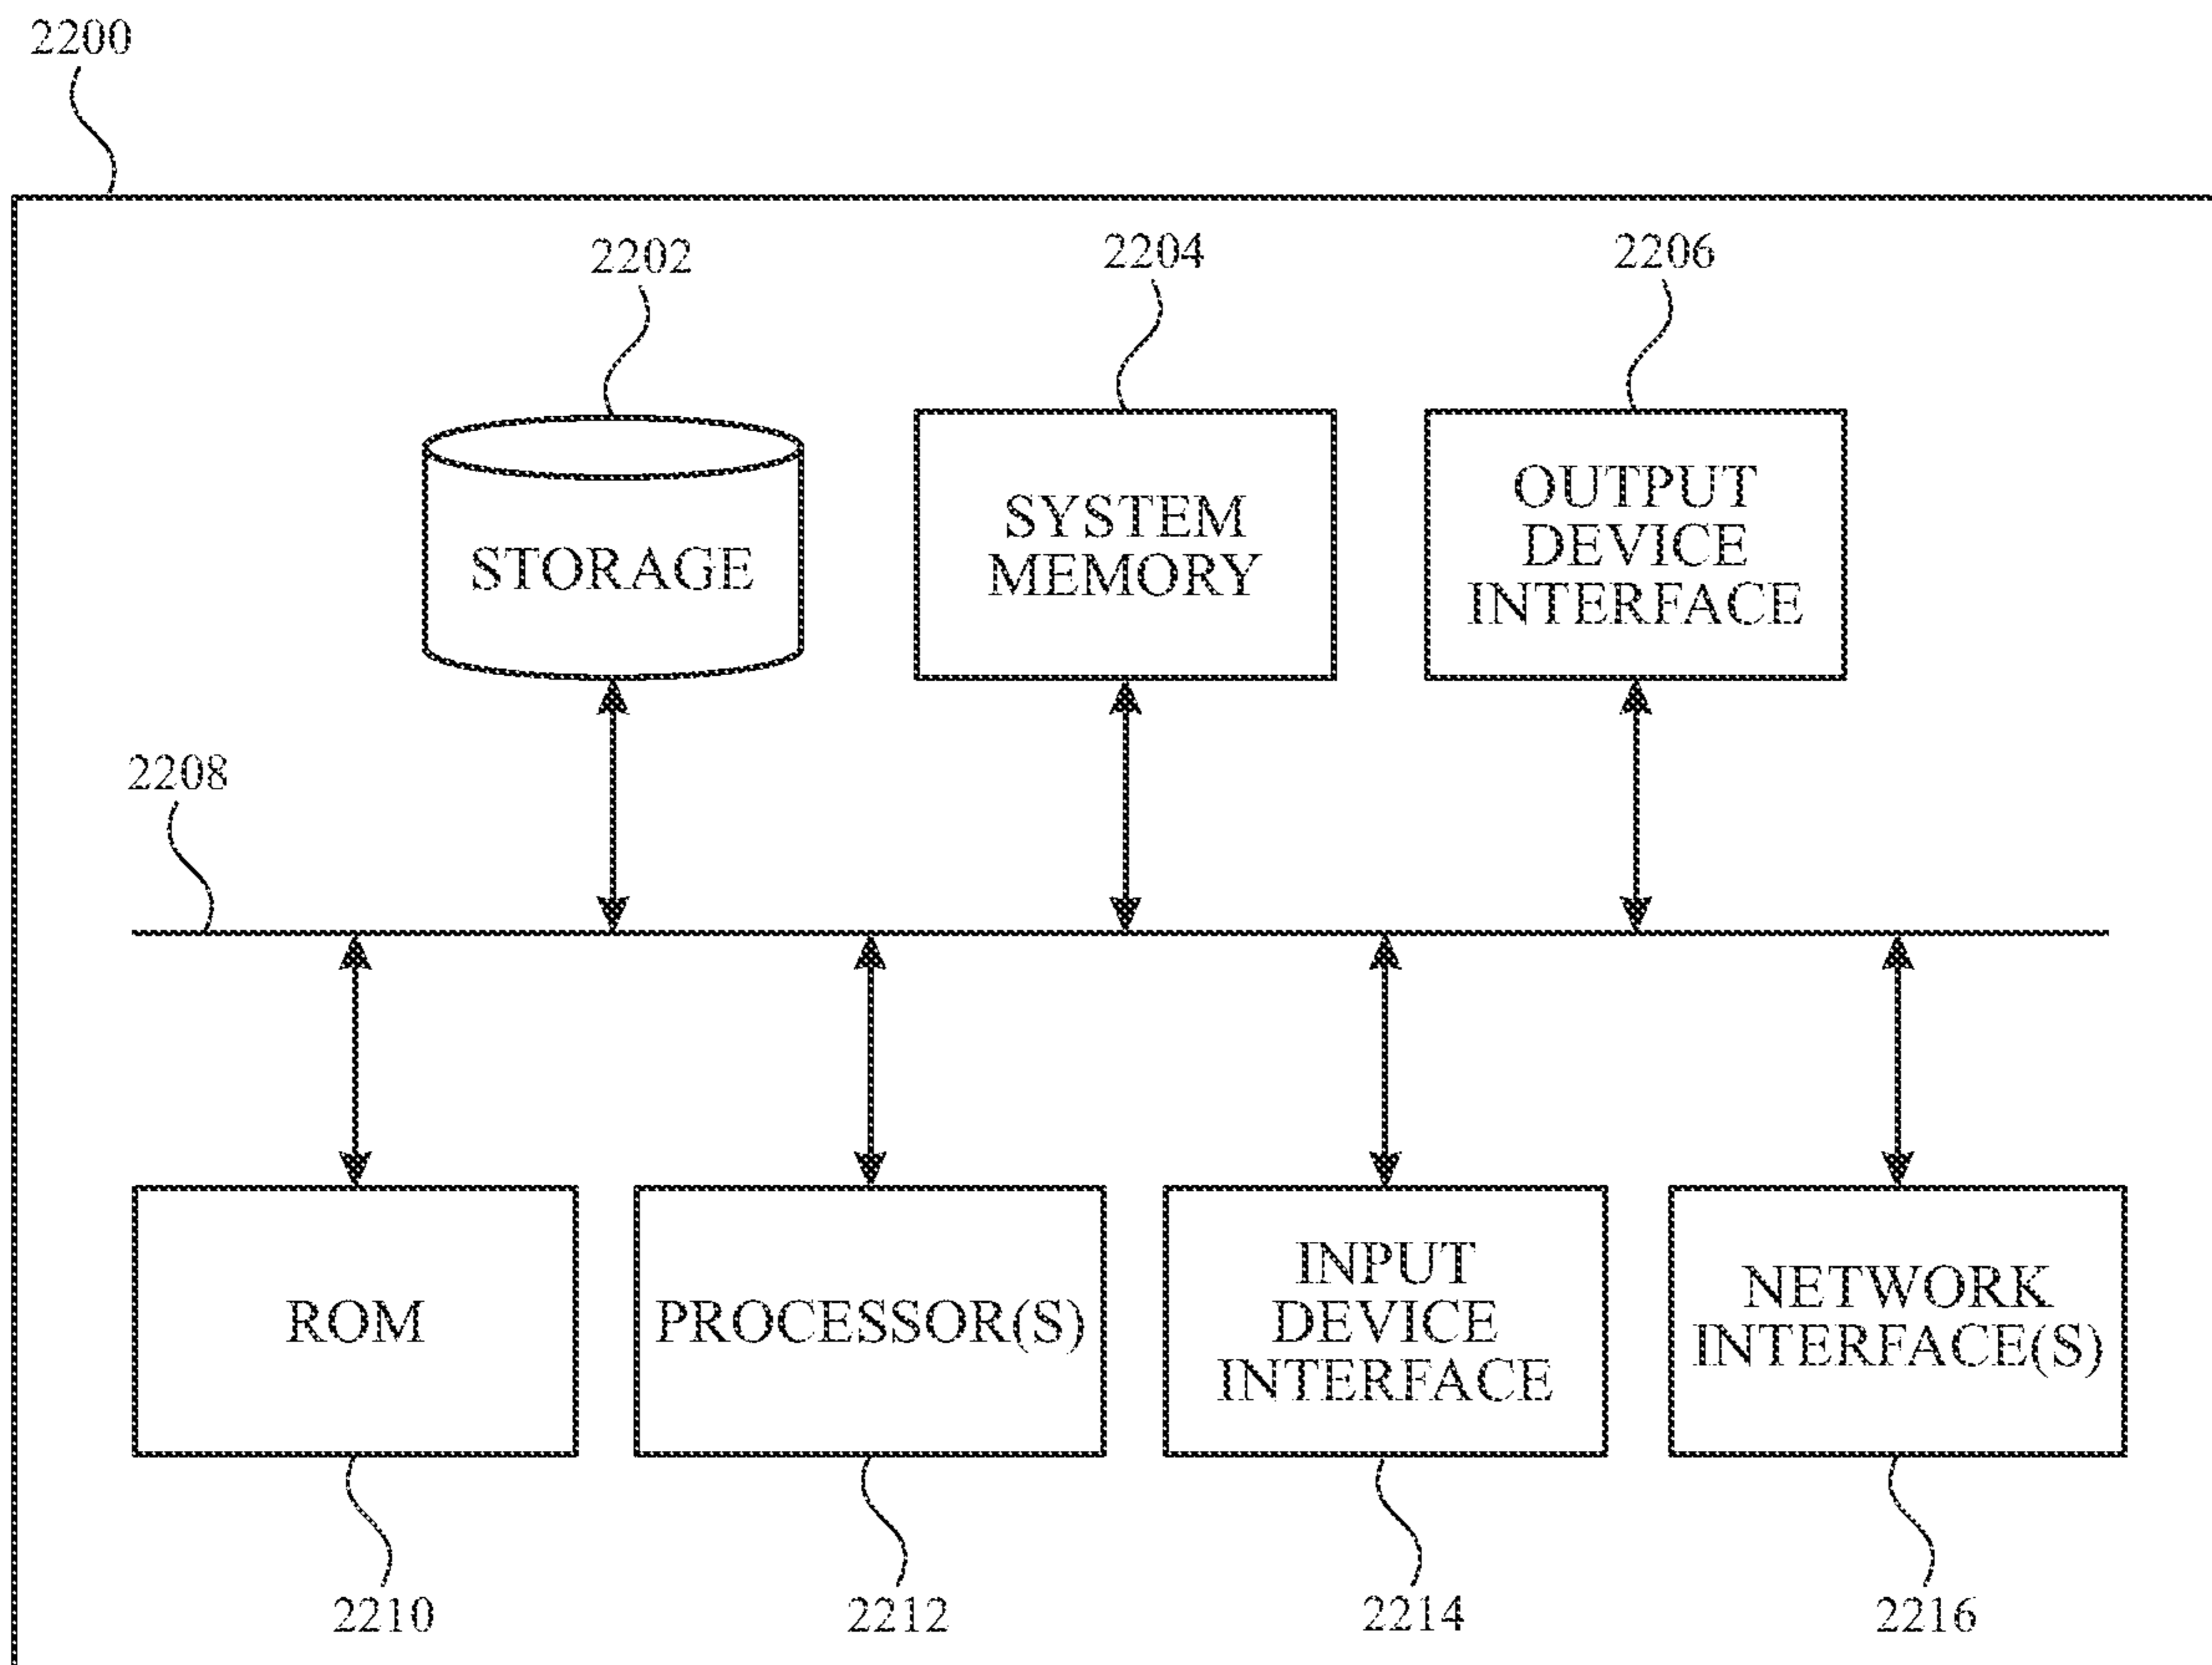 2200
2202
2204
2206
STORAGE
SYSTEM
MEMORY
OUTPUT
DEVICE
INTERFACE
2208
ROM
PROCESSOR(S)
INPUT
DEVICE
INTERFACE
NETWORK
INTERFACE(S)
2210
2212
2214
2216